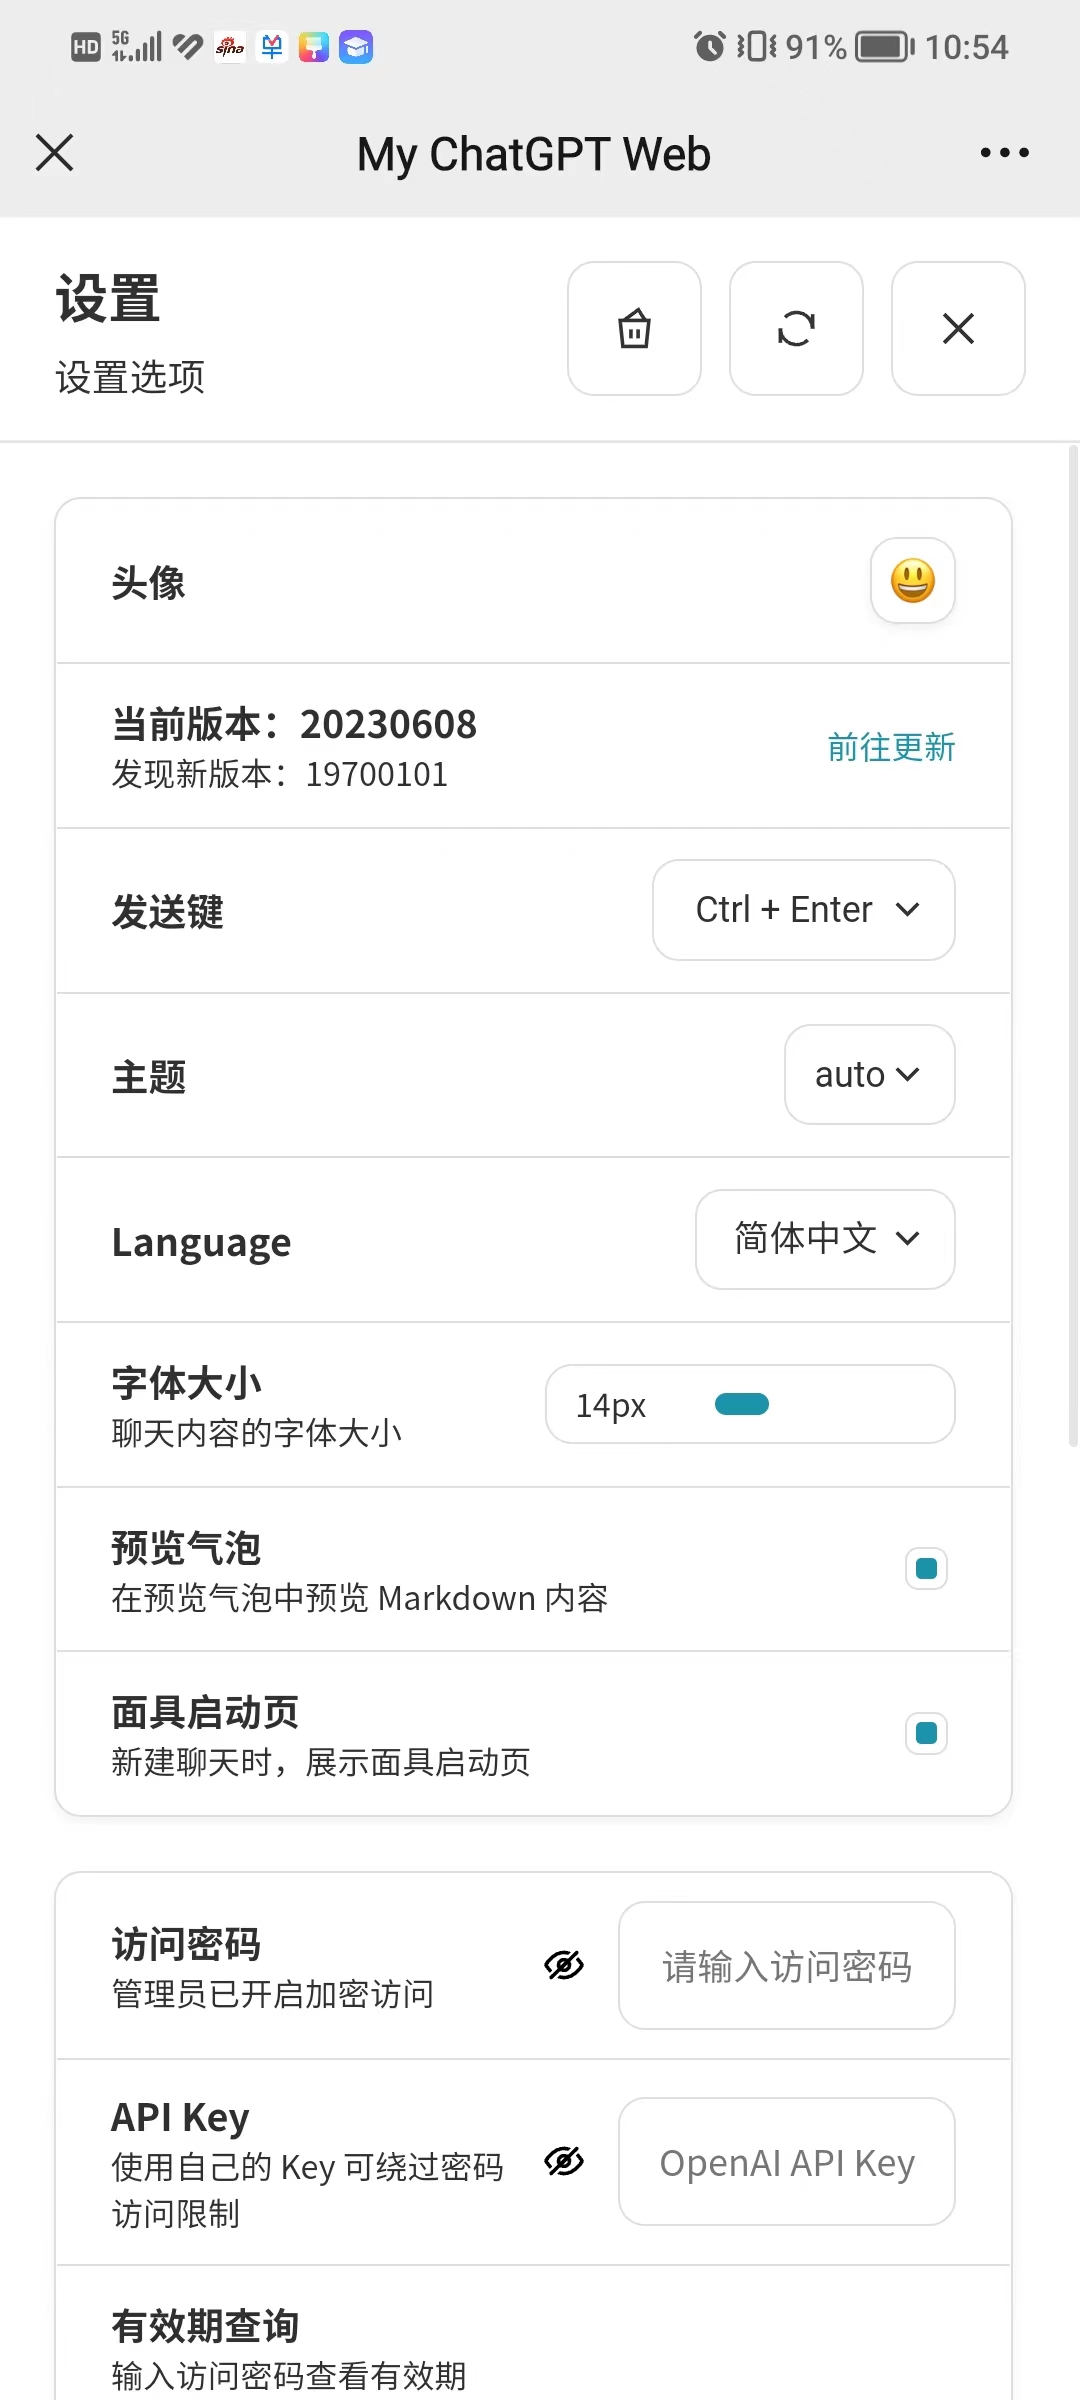 HD 5G sina 91% 10:54
My ChatGPT Web
设置
设置选项
头像
当前版本：20230608
发现新版本：19700101
前往更新
发送键
Ctrl + Enter
主题
auto
Language
简体中文
字体大小
聊天内容的字体大小
14px
预览气泡
在预览气泡中预览 Markdown 内容
面具启动页
新建聊天时，展示面具启动页
访问密码
管理员已开启加密访问
请输入访问密码
API Key
使用自己的 Key 可绕过密码
访问限制
OpenAI API Key
有效期查询
输入访问密码查看有效期